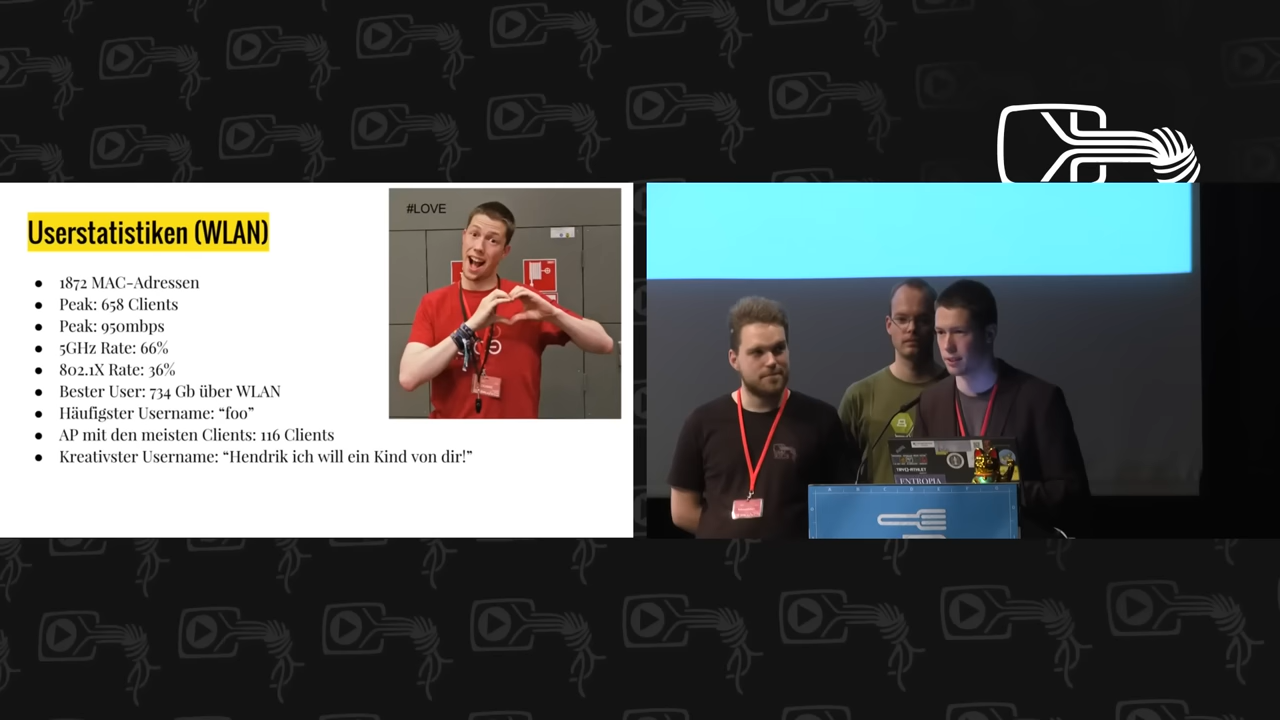 Userstatistiken (WLAN)
#LOVE
● 1872 MAC-Adressen
● Peak: 658 Clients
● Peak: 950mbps
● 5GHz Rate: 66%
● 802.1X Rate: 36%
● Bester User: 734 Gb über WLAN
● Häufigster Username: “foo”
● AP mit den meisten Clients: 116 Clients
● Kreativster Username: “Hendrik ich will ein Kind von dir!”
ENTROPIA